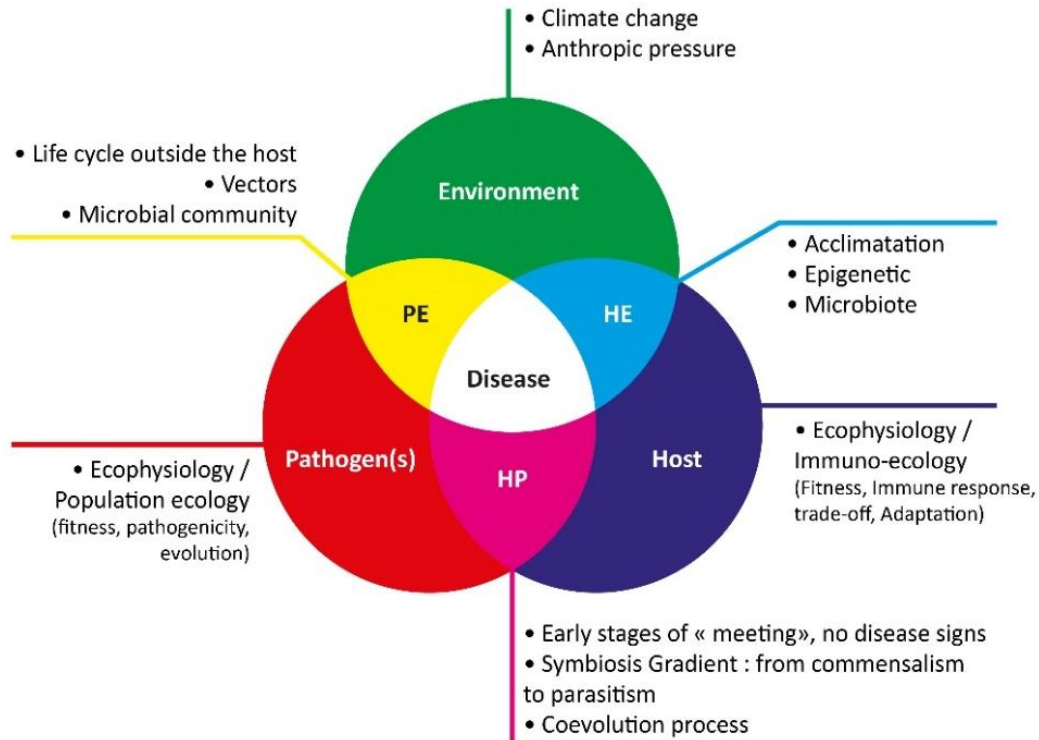 • Climate change
• Anthropic pressure
• Life cycle outside the host
• Vectors
• Microbial community
Environment
• Acclimatation
• Epigenetic
• Microbiote
PE
HE
Disease
Pathogen(s)
Host
HP
• Ecophysiology /
Population ecology
(fitness, pathogenicity,
evolution)
• Ecophysiology /
Immuno-ecology
(Fitness, Immune response,
trade-off, Adaptation)
• Early stages of « meeting», no disease signs
• Symbiosis Gradient : from commensalism
to parasitism
• Coevolution process